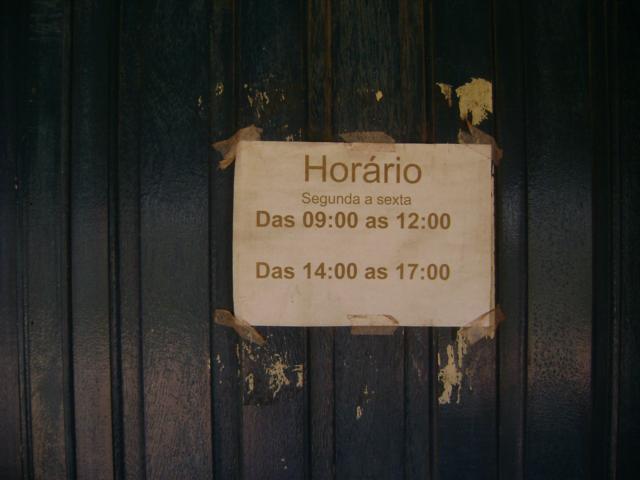 Horário
Segunda a sexta
Das 09:00 as 12:00
Das 14:00 as 17:00